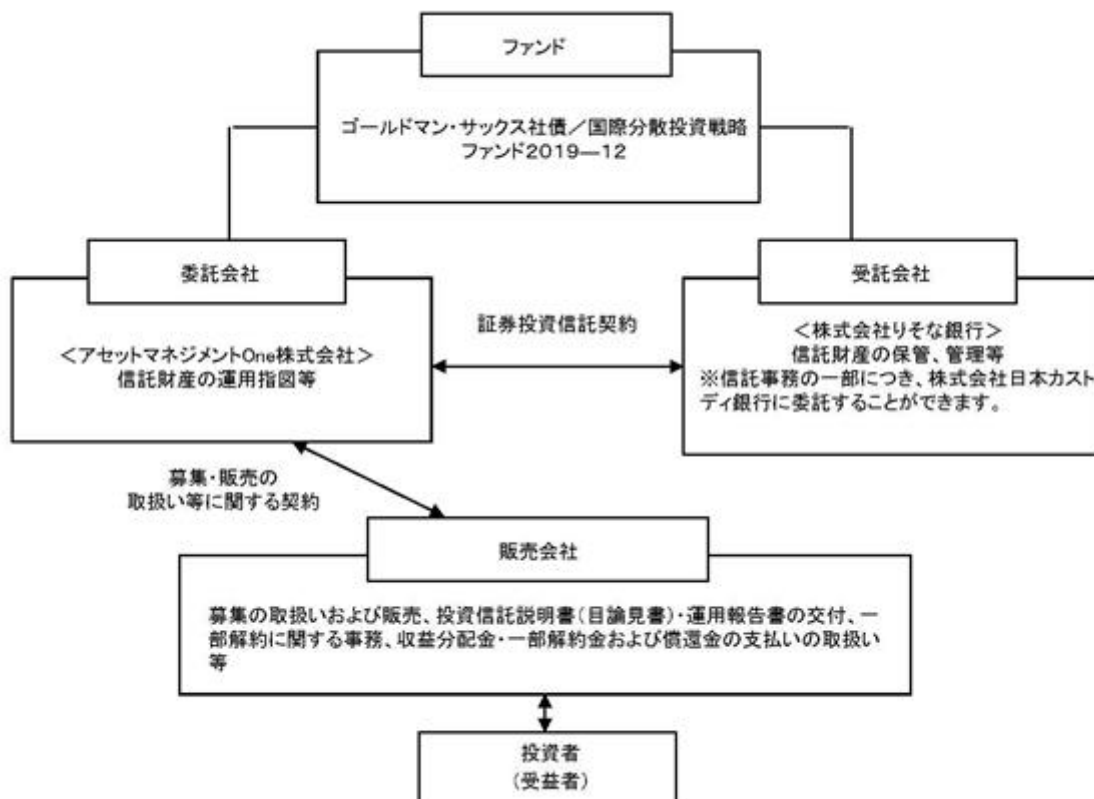 ファンド
ゴールドマン・サックス社債／国際分散投資戦略
ファンド2019―12
委託会社
＜アセットマネジメントOne株式会社＞
信託財産の運用指図等
証券投資信託契約
受託会社
＜株式会社りそな銀行＞
信託財産の保管、管理等
※信託事務の一部につき、株式会社日本カスト
ディ銀行に委託することができます。
募集・販売の
取扱い等に関する契約
販売会社
募集の取扱いおよび販売、投資信託説明書（目論見書）・運用報告書の交付、一
部解約に関する事務、収益分配金・一部解約金および償還金の支払いの取扱い
等
投資者
（受益者）